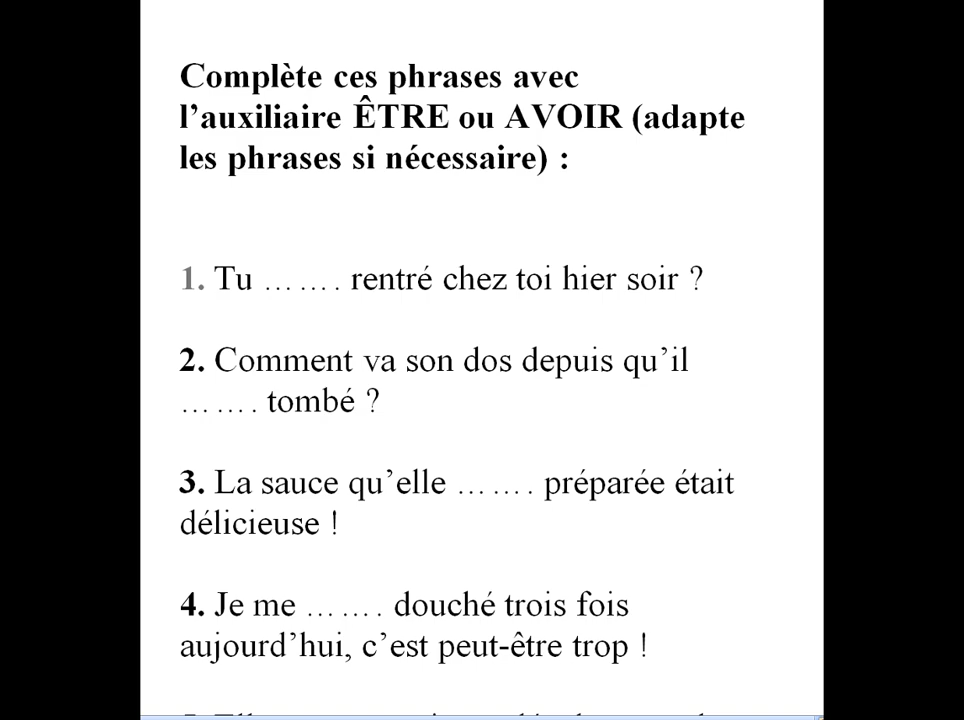 Complète ces phrases avec
l’auxiliaire ÊTRE ou AVOIR (adapte
les phrases si nécessaire) :
1. Tu ……. rentré chez toi hier soir ?
2. Comment va son dos depuis qu’il
……. tombé ?
3. La sauce qu’elle ……. préparée était
délicieuse !
4. Je me ……. douché trois fois
aujourd’hui, c’est peut-être trop !